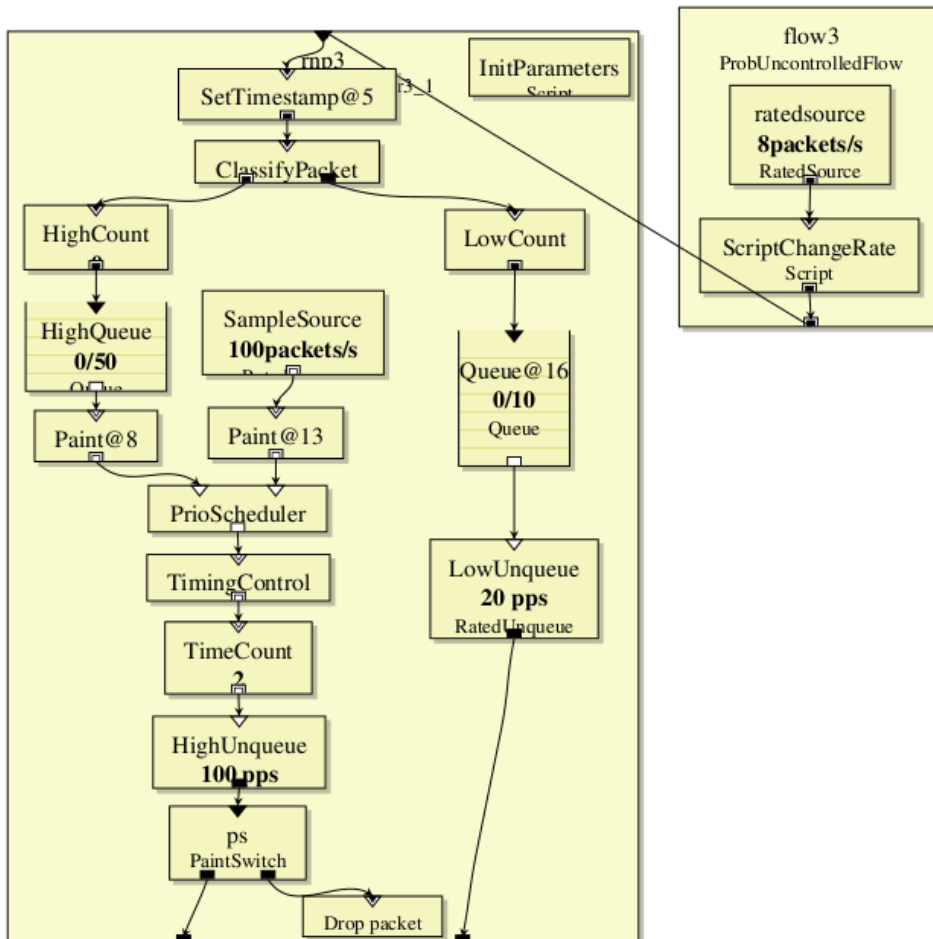 rnp3
r3_1
SetTimestamp@5
InitParameters
Script
ClassifyPacket
HighCount
LowCount
HighQueue
0/50
Queue
SampleSource
100packets/s
Queue@16
0/10
Queue
Paint@8
Paint@13
PrioScheduler
TimingControl
LowUnqueue
20 pps
RatedUnqueue
TimeCount
2
HighUnqueue
100 pps
ps
PaintSwitch
Drop packet
flow3
ProbUncontrolledFlow
ratedsource
8packets/s
RatedSource
ScriptChangeRate
Script